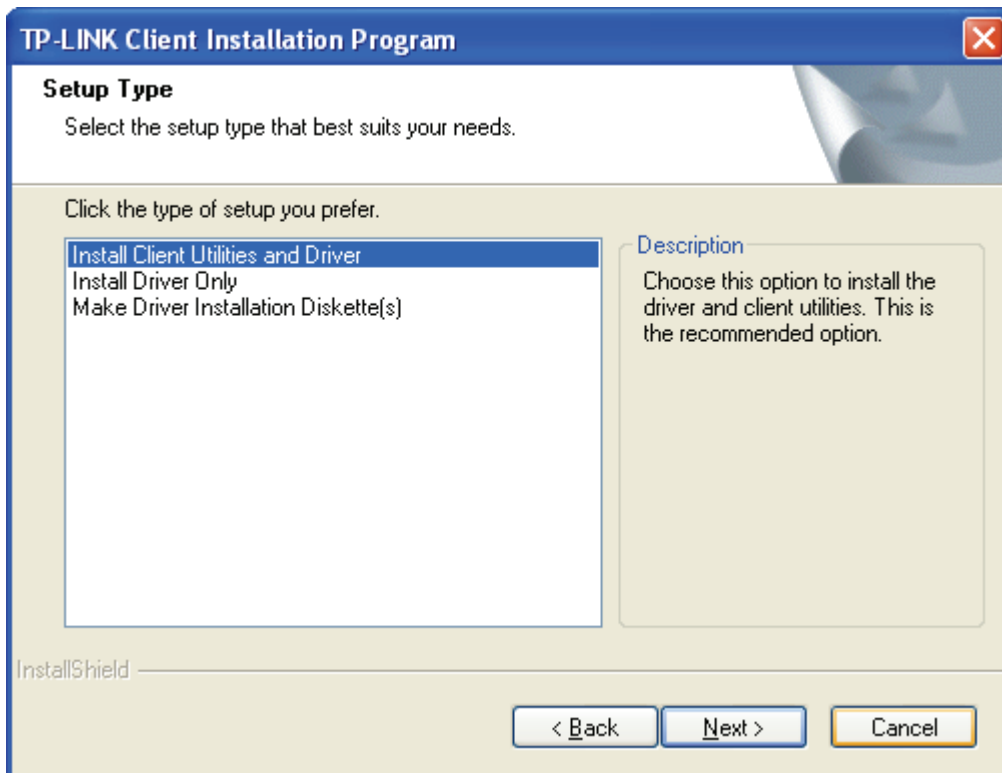 TP-LINK Client Installation Program
Setup Type
Select the setup type that best suits your needs.
Click the type of setup you prefer.
Install Client Utilities and Driver
Install Driver Only
Make Driver Installation Diskette(s)
Description
Choose this option to install the
driver and client utilities. This is
the recommended option.
InstallShield
< Back
Next >
Cancel